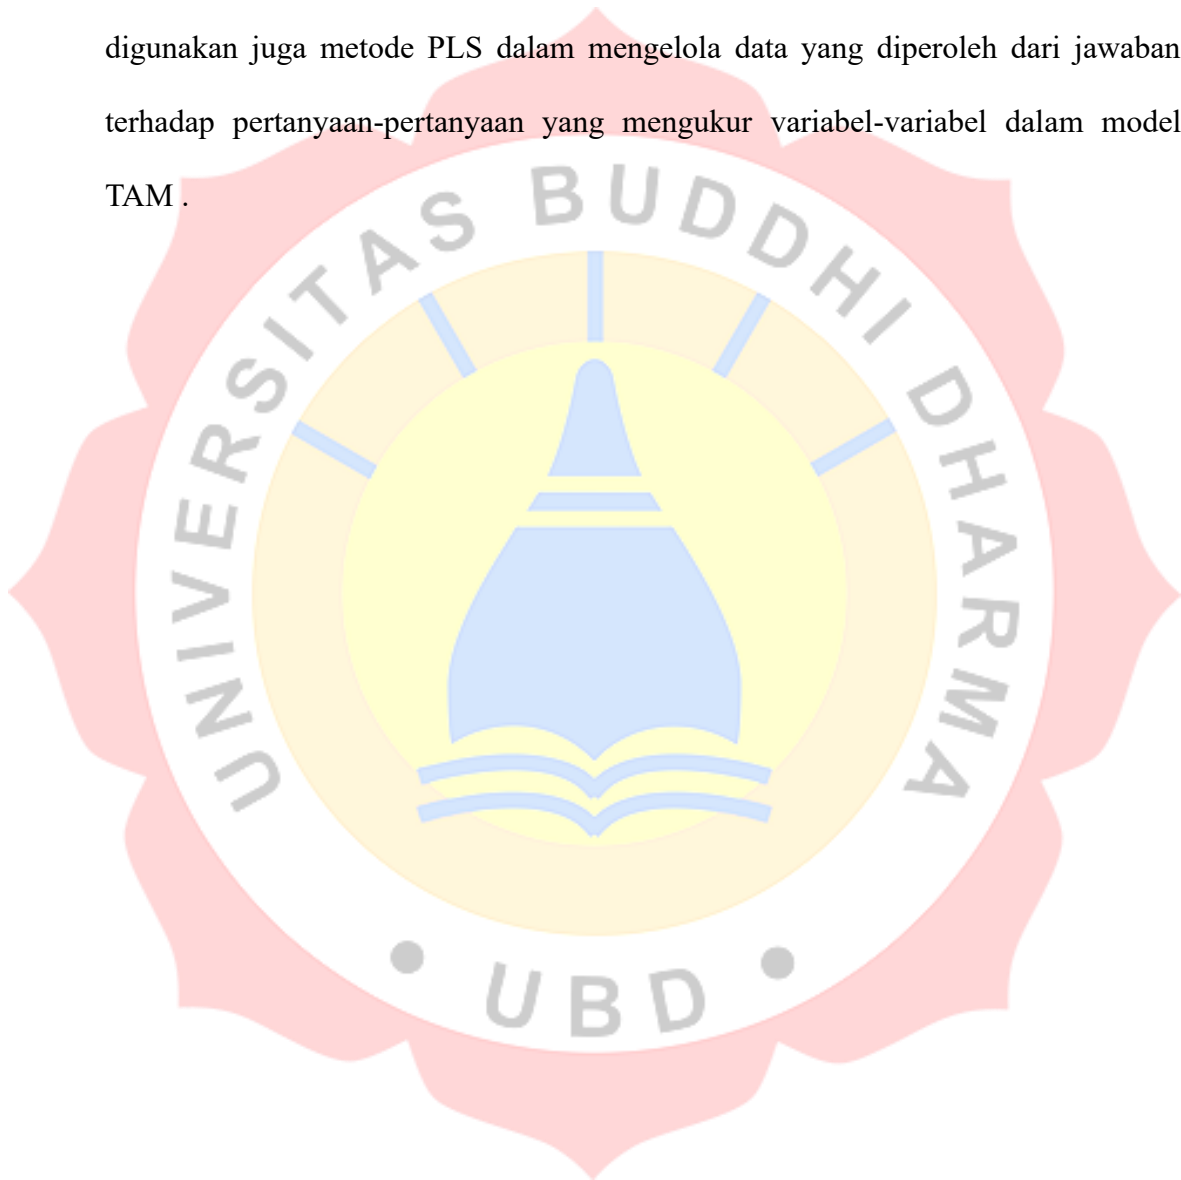 digunakan juga metode PLS dalam mengelola data yang diperoleh dari jawaban
terhadap pertanyaan-pertanyaan yang mengukur variabel-variabel dalam model
TAM .
UNIVERSITAS BUDDHI DHARMA
• UBD •